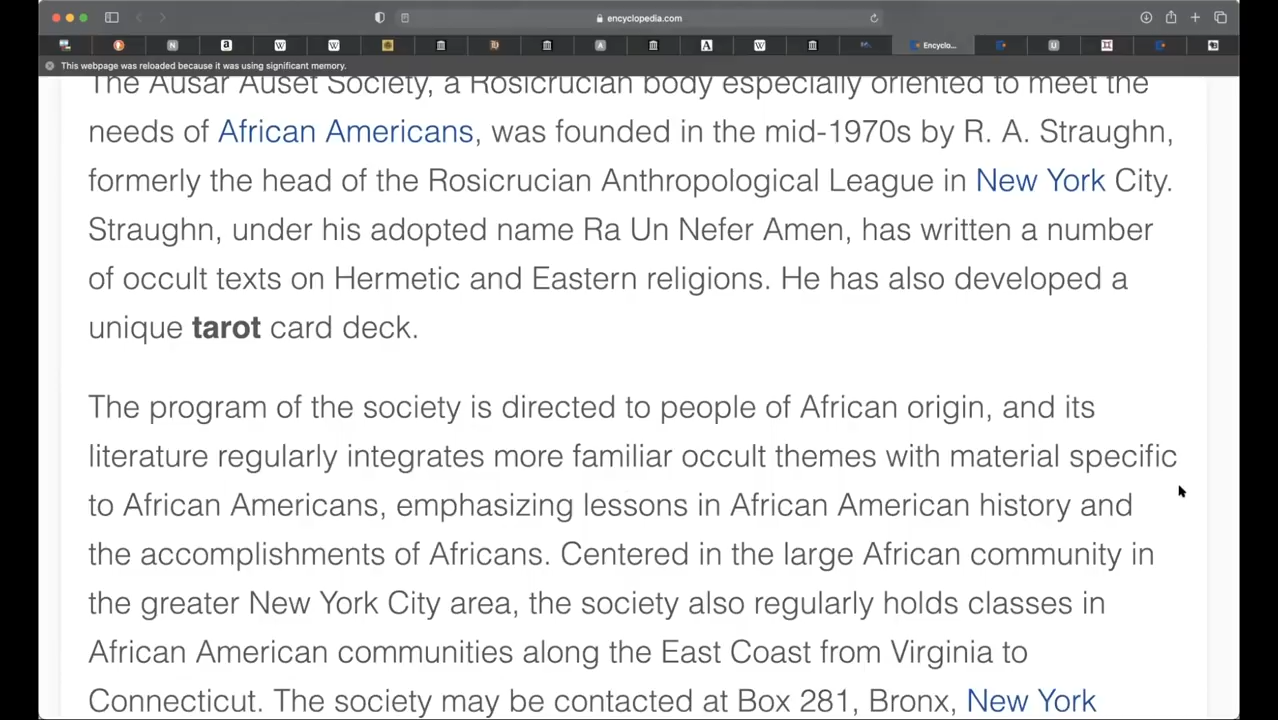 encyclopedia.com
N
a
W
W
A
A
W
Encyclo...
U
This webpage was reloaded because it was using significant memory.
The Ausar Auset Society, a Rosicrucian body especially oriented to meet the
needs of African Americans, was founded in the mid-1970s by R. A. Straughn,
formerly the head of the Rosicrucian Anthropological League in New York City.
Straughn, under his adopted name Ra Un Nefer Amen, has written a number
of occult texts on Hermetic and Eastern religions. He has also developed a
unique tarot card deck.
The program of the society is directed to people of African origin, and its
literature regularly integrates more familiar occult themes with material specific
to African Americans, emphasizing lessons in African American history and
the accomplishments of Africans. Centered in the large African community in
the greater New York City area, the society also regularly holds classes in
African American communities along the East Coast from Virginia to
Connecticut. The society may be contacted at Box 281, Bronx, New York